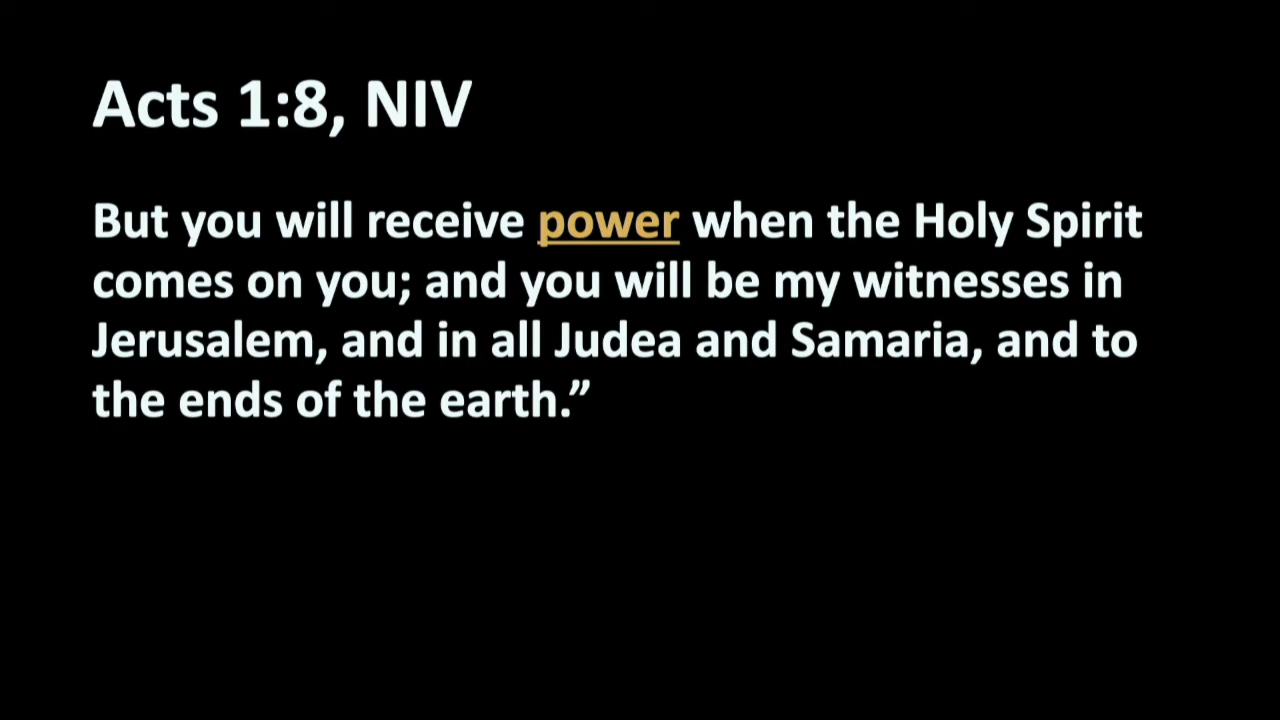 Acts 1:8, NIV
But you will receive power when the Holy Spirit
comes on you; and you will be my witnesses in
Jerusalem, and in all Judea and Samaria, and to
the ends of the earth.”